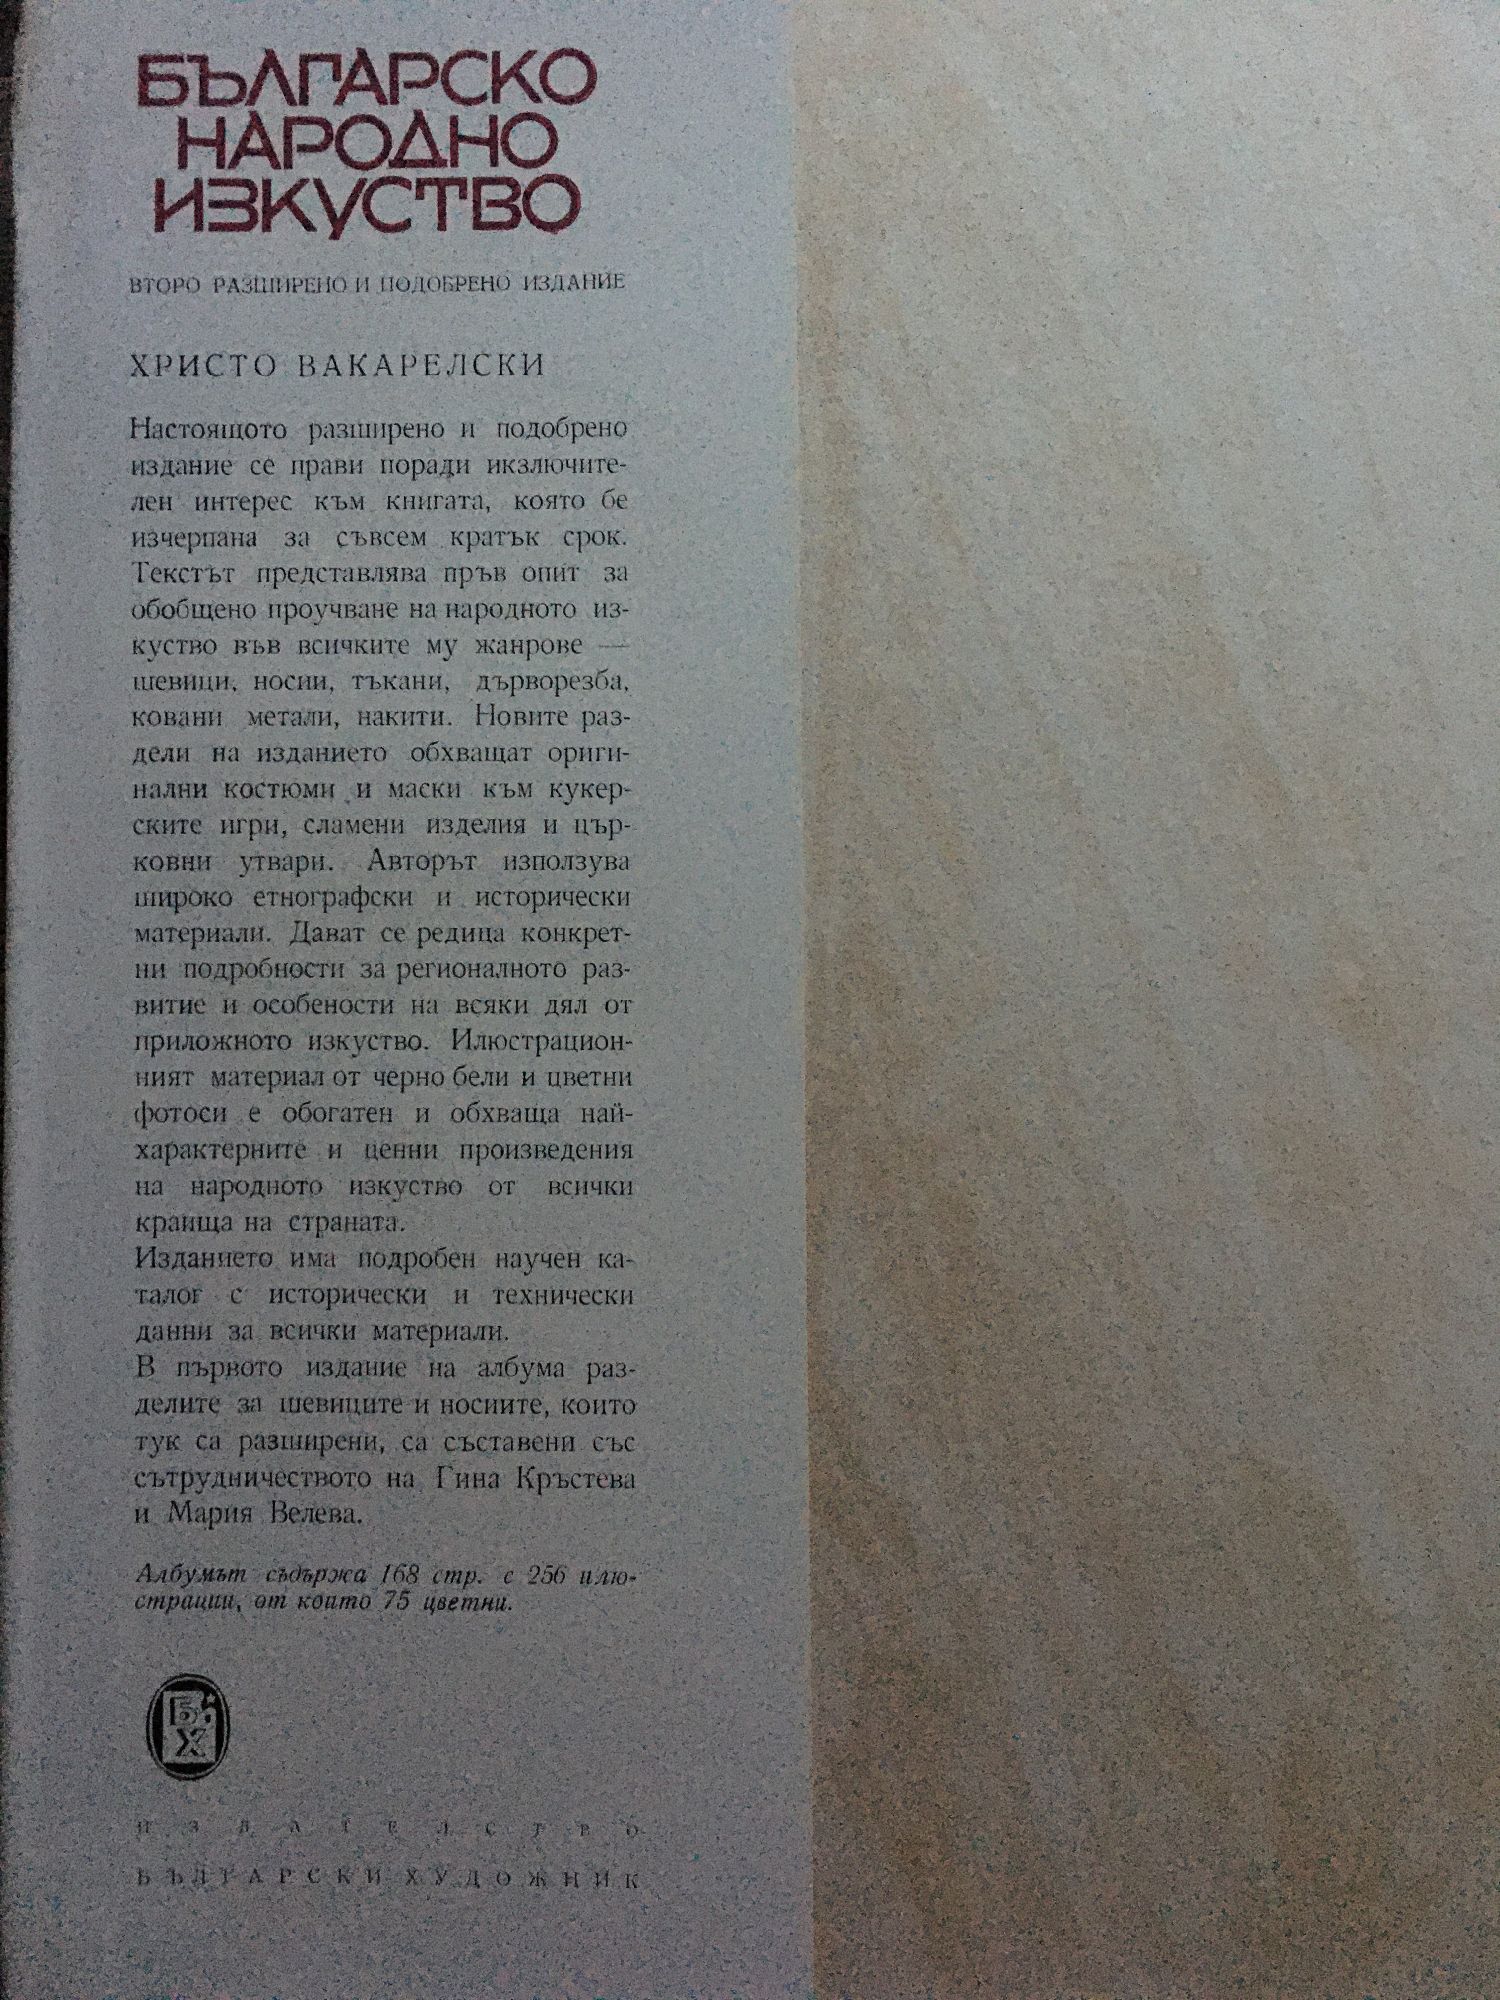 БЪЛГАРСКО
НАРОДНО
ИЗКУСТВО
ВТОРО РАЗШИРЕНО И ПОДОБРЕНО ИЗДАНИЕ
ХРИСТО ВАКАРЕЛСКИ
Настоящото разширено и подобрено
издание се прави поради икзлючите-
лен интерес към книгата, която бе
изчерпана за съвсем кратък срок.
Текстът представлява пръв опит за
обобщено проучване на народното из-
куство във всичките му жанрове —
шевици, носии, тъкани, дърворезба,
ковани метали, накити. Новите раз-
дели на изданието обхващат ориги-
нални костюми и маски към кукер-
ските игри, сламени изделия и цър-
ковни утвари. Авторът използува
широко етнографски и исторически
материали. Дават се редица конкрет-
ни подробности за регионалното раз-
витие и особености на всяки дял от
приложното изкуство. Илюстрацион-
ният материал от черно бели и цветни
фотоси е обогатен и обхваща най-
характерните и ценни произведения
на народното изкуство от всички
краища на страната.
Изданието има подробен научен ка-
талог с исторически и технически
данни за всички материали.
В първото издание на албума раз-
делите за шевиците и носиите, които
тук са разширени, са съставени със
сътрудничеството на Гина Кръстева
и Мария Велева.
Албумът съдържа 168 стр. с 256 илю-
страции, от които 75 цветни.
БХ
ИЗДАТЕЛСТВО
БЪЛГАРСКИ ХУДОЖНИК